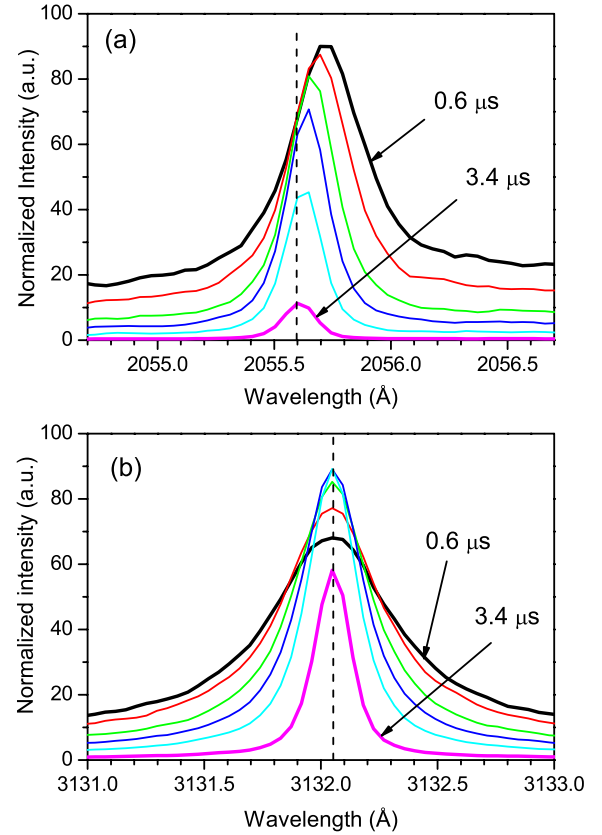 (a)
Normalized Intensity (a.u.)
100
80
60
40
20
0
0.6 μs
3.4 μs
2055.0 2055.5 2056.0 2056.5
Wavelength (Å)
(b)
Normalized intensity (a.u.)
100
80
60
40
20
0
0.6 μs
3.4 μs
3131.0 3131.5 3132.0 3132.5 3133.0
Wavelength (Å)